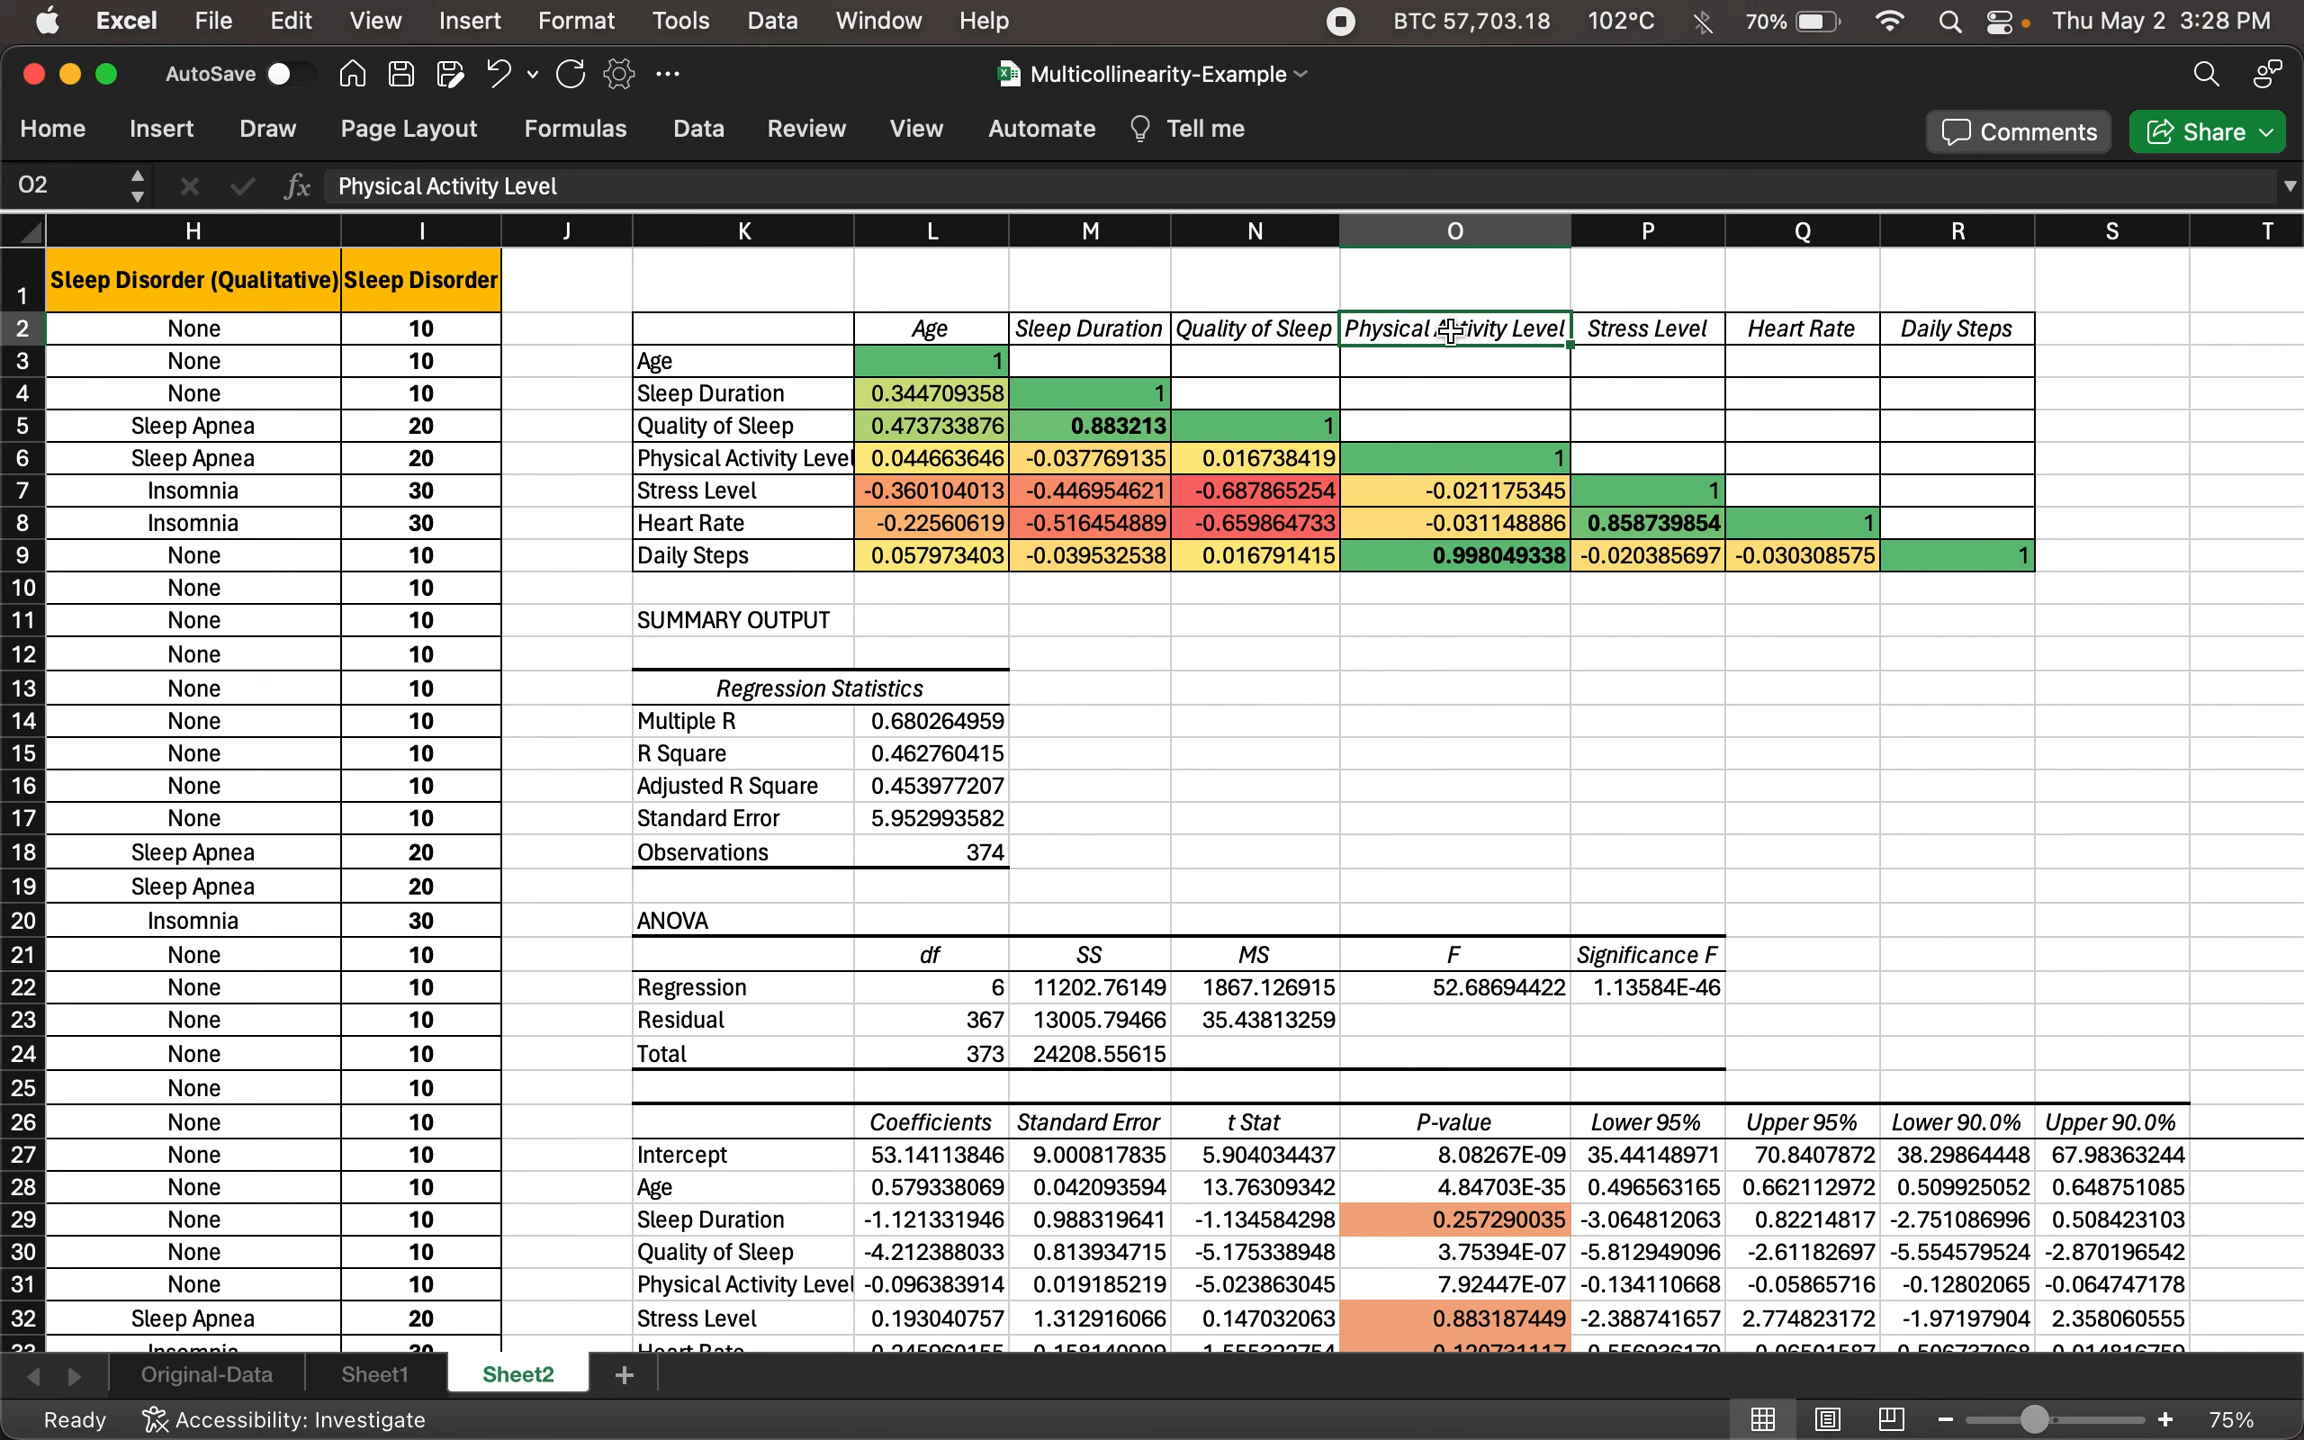 Excel File Edit View Insert Format Tools Data Window Help BTC 57,703.18 102°C 70% Thu May 2 3:28 PM
AutoSave Multicollinearity-Example
Home Insert Draw Page Layout Formulas Data Review View Automate Tell me Comments Share
O2 fx Physical Activity Level
H I J K L M N O P Q R S T
1 Sleep Disorder (Qualitative) Sleep Disorder
2 None 10 Age Sleep Duration Quality of Sleep Physical Activity Level Stress Level Heart Rate Daily Steps
3 None 10 Age 1
4 None 10 Sleep Duration 0.344709358 1
5 Sleep Apnea 20 Quality of Sleep 0.473733876 0.883213 1
6 Sleep Apnea 20 Physical Activity Level 0.044663646 -0.037769135 0.016738419 1
7 Insomnia 30 Stress Level -0.360104013 -0.446954621 -0.687865254 -0.021175345 1
8 Insomnia 30 Heart Rate -0.22560619 -0.516454889 -0.659864733 -0.031148886 0.858739854 1
9 None 10 Daily Steps 0.057973403 -0.039532538 0.016791415 0.998049338 -0.020385697 -0.030308575 1
10 None 10
11 None 10 SUMMARY OUTPUT
12 None 10
13 None 10 Regression Statistics
14 None 10 Multiple R 0.680264959
15 None 10 R Square 0.462760415
16 None 10 Adjusted R Square 0.453977207
17 None 10 Standard Error 5.952993582
18 Sleep Apnea 20 Observations 374
19 Sleep Apnea 20
20 Insomnia 30 ANOVA
21 None 10 df SS MS F Significance F
22 None 10 Regression 6 11202.76149 1867.126915 52.68694422 1.13584E-46
23 None 10 Residual 367 13005.79466 35.43813259
24 None 10 Total 373 24208.55615
25 None 10
26 None 10 Coefficients Standard Error t Stat P-value Lower 95% Upper 95% Lower 90.0% Upper 90.0%
27 None 10 Intercept 53.14113846 9.000817835 5.904034437 8.08267E-09 35.44148971 70.8407872 38.29864448 67.98363244
28 None 10 Age 0.579338069 0.042093594 13.76309342 4.84703E-35 0.496563165 0.662112972 0.509925052 0.648751085
29 None 10 Sleep Duration -1.121331946 0.988319641 -1.134584298 0.257290035 -3.064812063 0.82214817 -2.751086996 0.508423103
30 None 10 Quality of Sleep -4.212388033 0.813934715 -5.175338948 3.75394E-07 -5.812949096 -2.61182697 -5.554579524 -2.870196542
31 None 10 Physical Activity Level -0.096383914 0.019185219 -5.023863045 7.92447E-07 -0.134110668 -0.05865716 -0.12802065 -0.064747178
32 Sleep Apnea 20 Stress Level 0.193040757 1.312916066 0.147032063 0.883187449 -2.388741657 2.774823172 -1.97197904 2.358060555
Insomnia Heart Rate
Original-Data Sheet1 Sheet2
Ready Accessibility: Investigate 75%